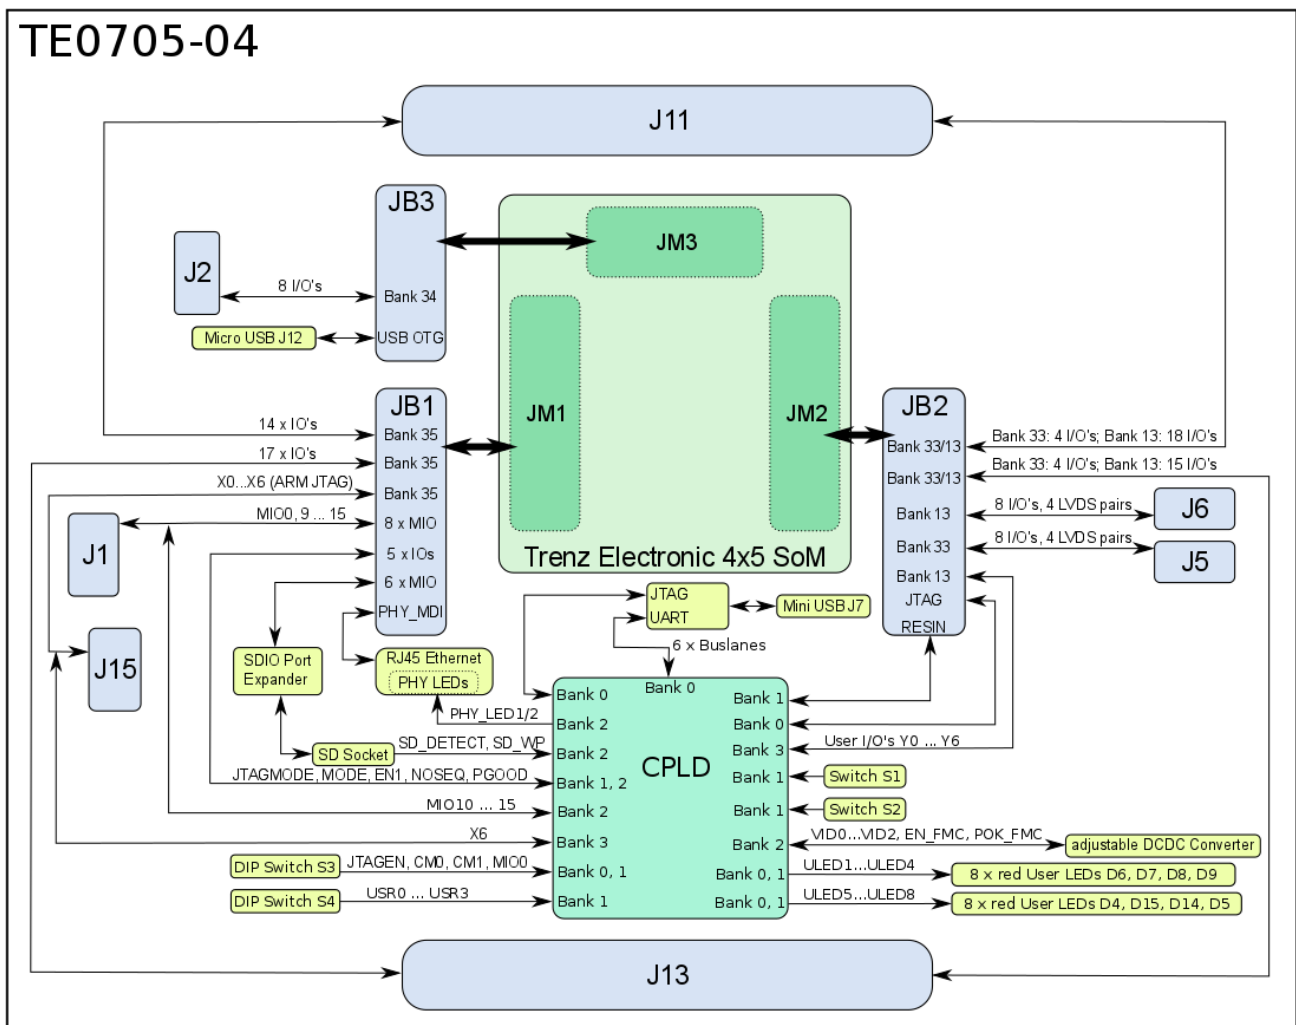 TE0705-04
J11
JB3
JM3
J2
8 I/O's
Bank 34
Micro USB J12
USB OTG
JB1
JM1
JM2
JB2
14 x IO's
Bank 35
Bank 33/13
Bank 33: 4 I/O's; Bank 13: 18 I/O's
17 x IO's
Bank 35
Bank 33/13
Bank 33: 4 I/O's; Bank 13: 15 I/O's
X0...X6 (ARM JTAG)
Bank 35
J1
MIO0, 9 ... 15
8 x MIO
Bank 13
8 I/O's, 4 LVDS pairs
J6
5 x IOs
Bank 33
8 I/O's, 4 LVDS pairs
J5
Trenz Electronic 4x5 SoM
6 x MIO
Bank 13
JTAG
UART
Mini USB J7
JTAG
PHY_MDI
RESIN
6 x Buslanes
J15
SDIO Port
Expander
RJ45 Ethernet
PHY LEDs
CPLD
Bank 0
Bank 0
Bank 1
PHY_LED1/2
Bank 2
Bank 0
SD Socket
SD_DETECT, SD_WP
Bank 2
Bank 3
User I/O's Y0 ... Y6
JTAGMODE, MODE, EN1, NOSEQ, PGOOD
Bank 1, 2
Bank 1
Switch S1
MIO10 ... 15
Bank 2
Bank 1
Switch S2
X6
Bank 3
Bank 2
VID0...VID2, EN_FMC, POK_FMC
adjustable DCDC Converter
DIP Switch S3
JTAGEN, CM0, CM1, MIO0
Bank 0, 1
Bank 0, 1
ULED1...ULED4
8 x red User LEDs D6, D7, D8, D9
DIP Switch S4
USR0 ... USR3
Bank 1
Bank 0, 1
ULED5...ULED8
8 x red User LEDs D4, D15, D14, D5
J13